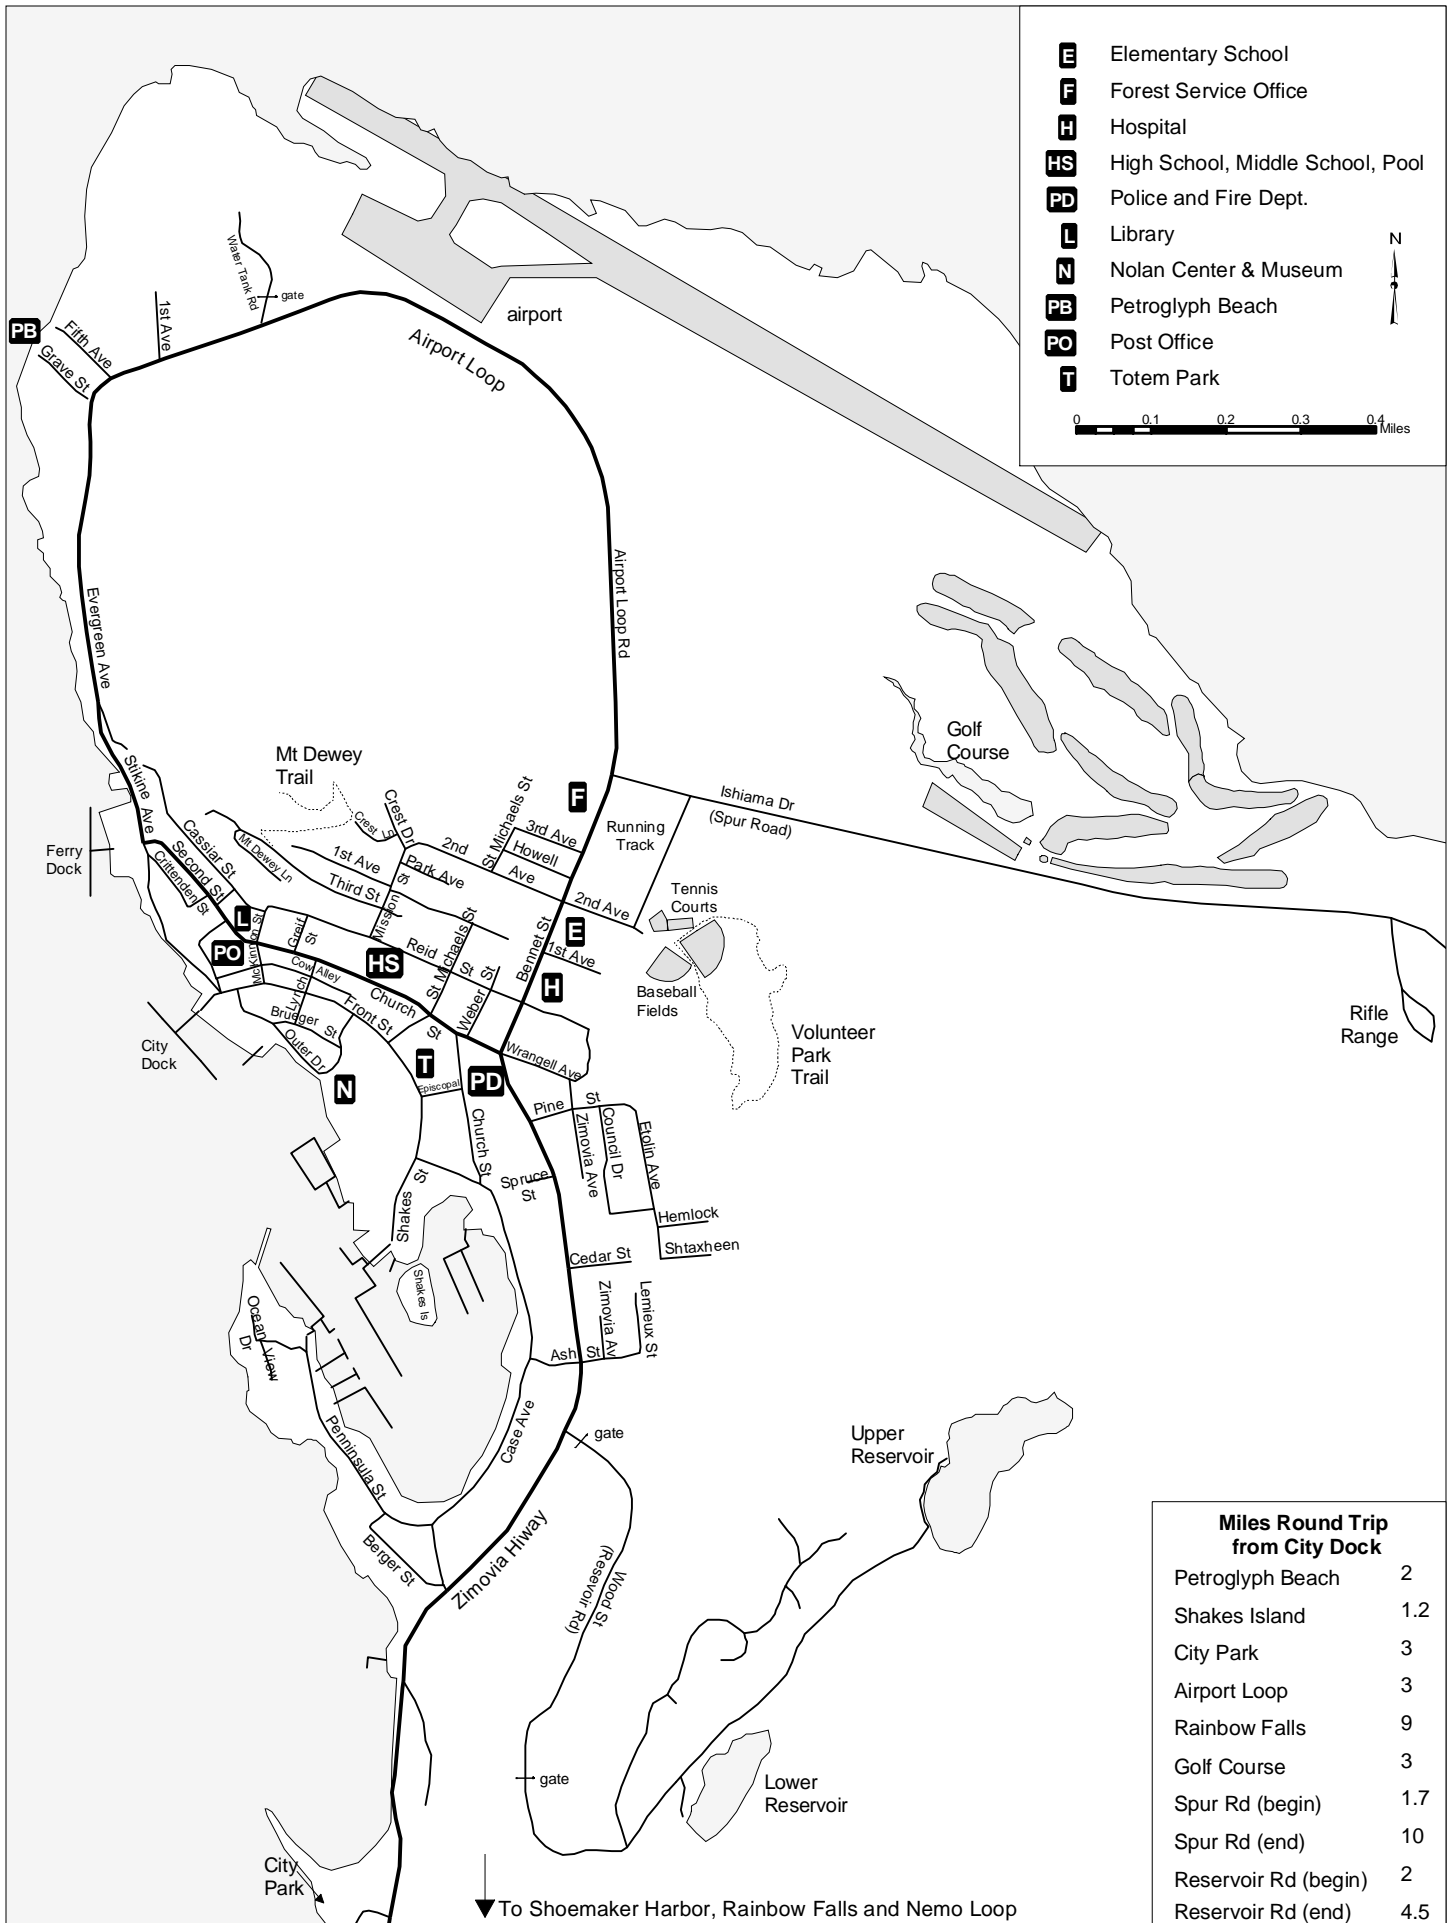 E Elementary School
F Forest Service Office
H Hospital
HS High School, Middle School, Pool
PD Police and Fire Dept.
L Library
N Nolan Center & Museum
PB Petroglyph Beach
PO Post Office
T Totem Park
N
0 0.1 0.2 0.3 0.4
Miles
Water Tank Rd
gate
1st Ave
PB
Fifth Ave
Grave St
airport
Airport Loop
Airport Loop Rd
Evergreen Ave
Golf
Course
Mt Dewey
Trail
Stikine Ave
Ferry
Dock
Cassiar St
Second St
Crittenden St
Mt Dewey Ln
Crest Dr
Crest St
St Michaels St
F
3rd Ave
Howell
Ave
2nd
2nd Ave
Park Ave
1st Ave
Third St
Mission St
Running
Track
Ishiama Dr
(Spur Road)
Tennis
Courts
Baseball
Fields
Volunteer
Park
Trail
Rifle
Range
L
PO
McKinnon St
Greif
St
HS
Reid
St
St Michaels St
Weber St
Bennet St
E
1st Ave
H
Cow Alley
Lynch
Church
St
Front St
Brueger
St
Outer Dr
City
Dock
N
T
Episcopal
PD
Wrangell Ave
Pine St
Zimovia Ave
Council Dr
Etolin Ave
Church St
Spruce
St
Shakes St
Hemlock
Shtaxheen
Cedar St
Shakes Is
Zimovia Av
Lemieux St
Ash St
Ocean View
Dr
Penninsula St
Case Ave
Berger St
gate
Zimovia Hiway
Wood St
(Resevoir Rd)
Upper
Reservoir
gate
Lower
Reservoir
City
Park
To Shoemaker Harbor, Rainbow Falls and Nemo Loop
Miles Round Trip
from City Dock
Petroglyph Beach 2
Shakes Island 1.2
City Park 3
Airport Loop 3
Rainbow Falls 9
Golf Course 3
Spur Rd (begin) 1.7
Spur Rd (end) 10
Reservoir Rd (begin) 2
Reservoir Rd (end) 4.5